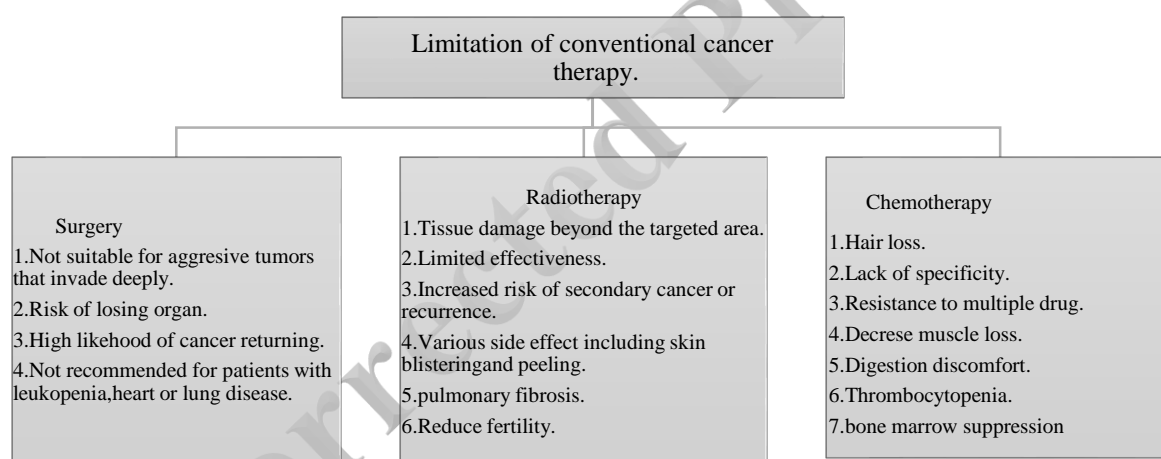 Limitation of conventional cancer
therapy.
Surgery
1.Not suitable for aggresive tumors
that invade deeply.
2.Risk of losing organ.
3.High likehood of cancer returning.
4.Not recommended for patients with
leukopenia,heart or lung disease.
Radiotherapy
1.Tissue damage beyond the targeted area.
2.Limited effectiveness.
3.Increased risk of secondary cancer or
recurrence.
4.Various side effect including skin
blisteringand peeling.
5.pulmonary fibrosis.
6.Reduce fertility.
Chemotherapy
1.Hair loss.
2.Lack of specificity.
3.Resistance to multiple drug.
4.Decrese muscle loss.
5.Digestion discomfort.
6.Thrombocytopenia.
7.bone marrow suppression